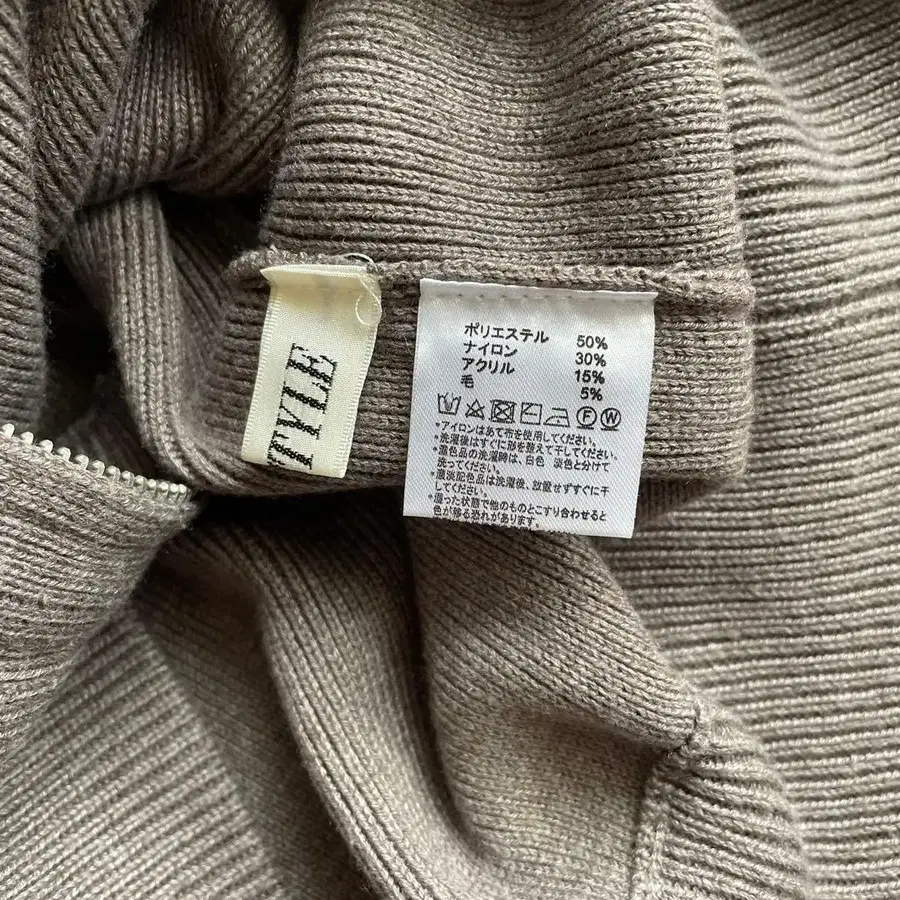 TYLE
ポリエステル 50%
ナイロン 30%
アクリル 15%
毛 5%
F W
*アイロンはあて布を使用してください。
*洗濯後はすぐに形を整えて干してください。
*濃色品の洗濯時は、白色 淡色と分けて
洗ってください。
*濃淡配色品は洗濯後、放置せずすぐに干
してください。
*湿った状態で他のものとこすり合わせると
色が移る恐れがあります。